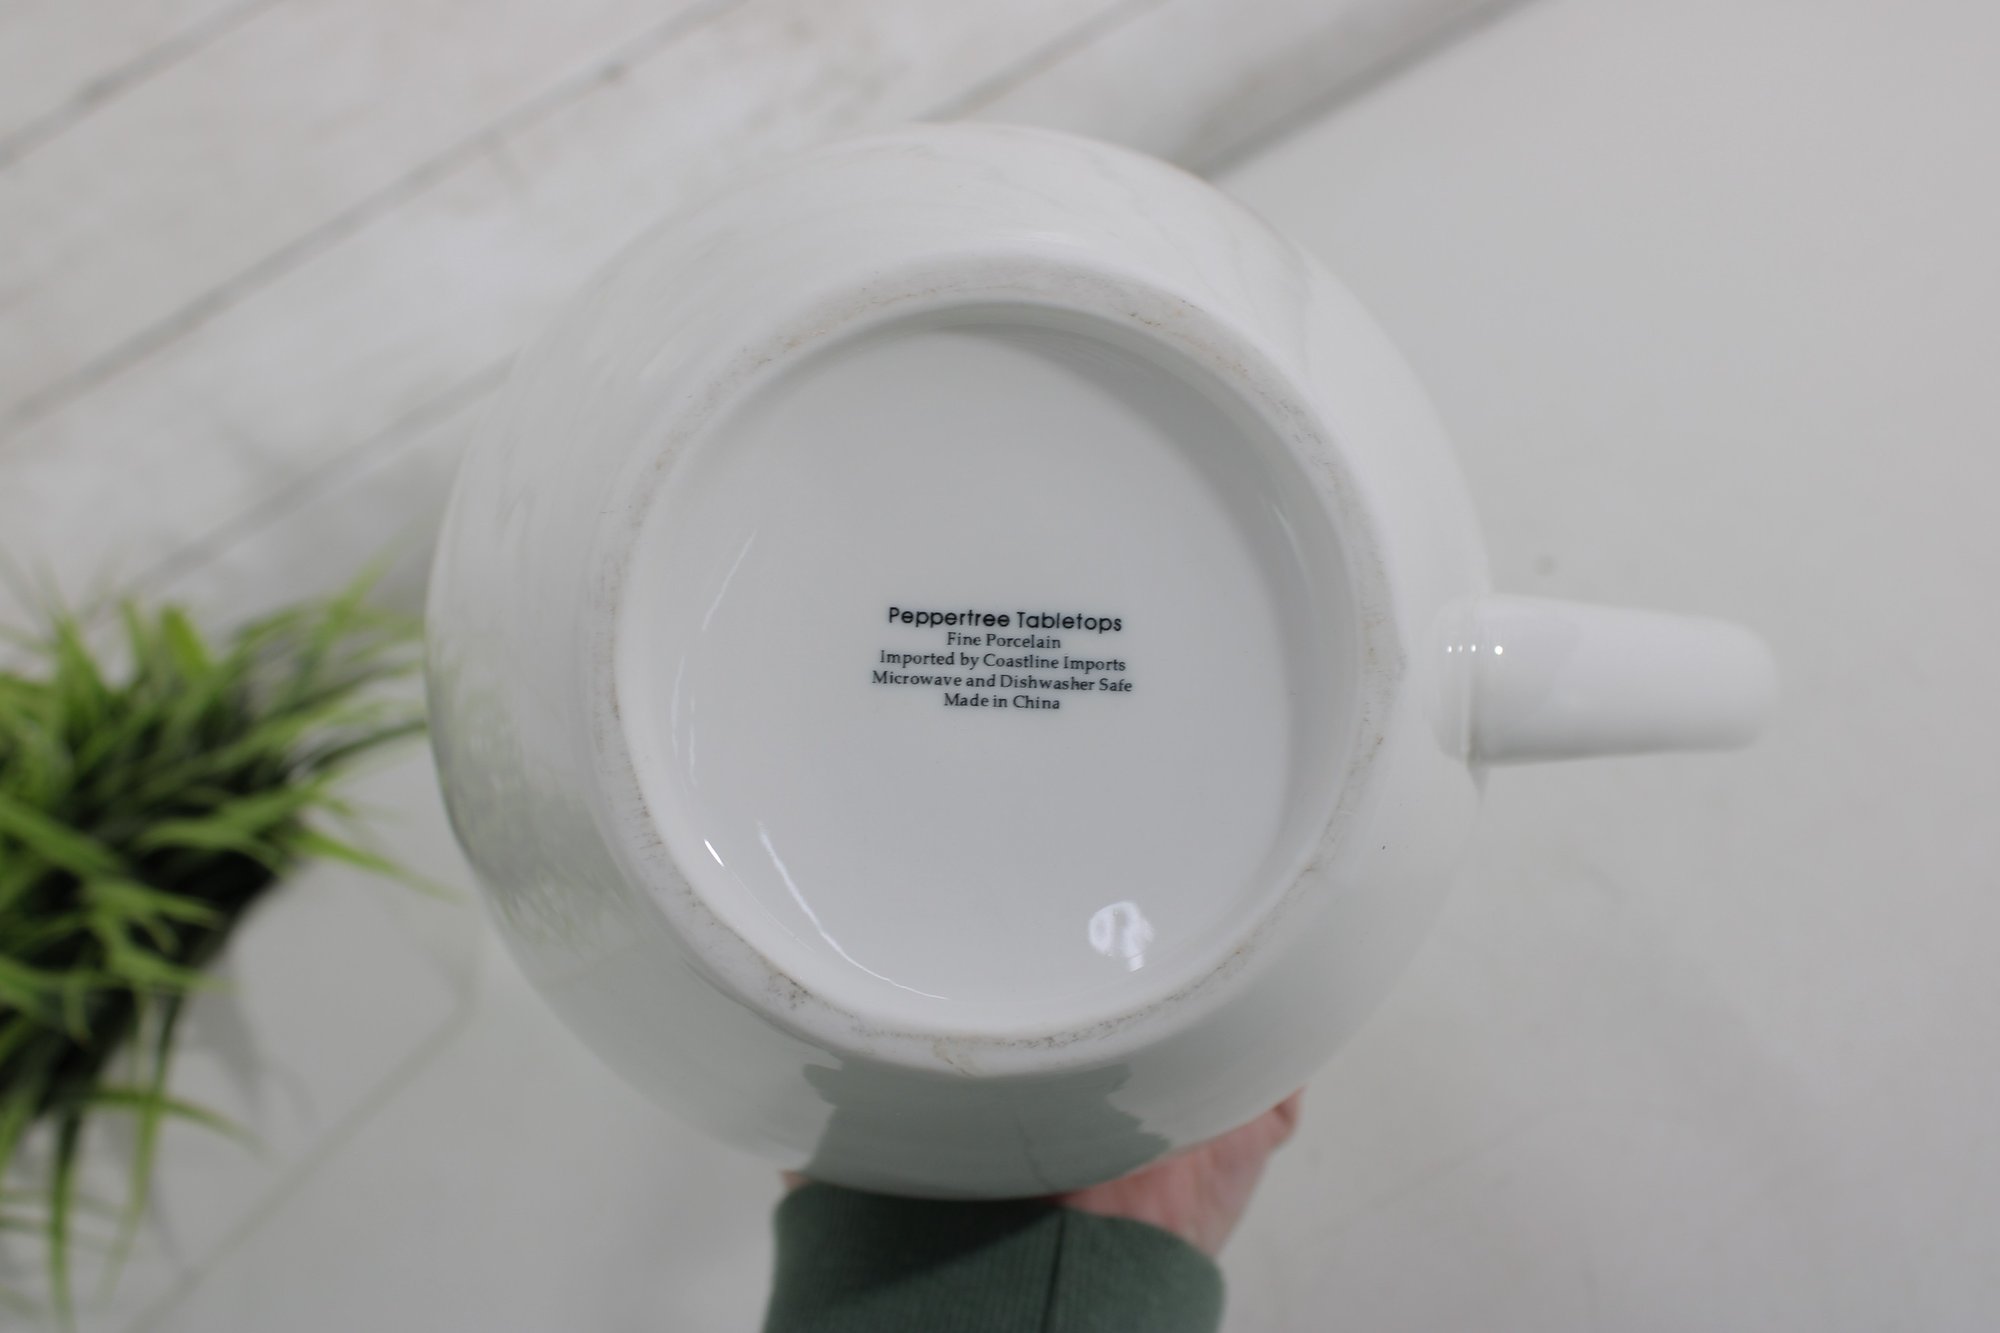 Peppertree Tabletops
Fine Porcelain
Imported by Coastline Imports
Microwave and Dishwasher Safe
Made in China